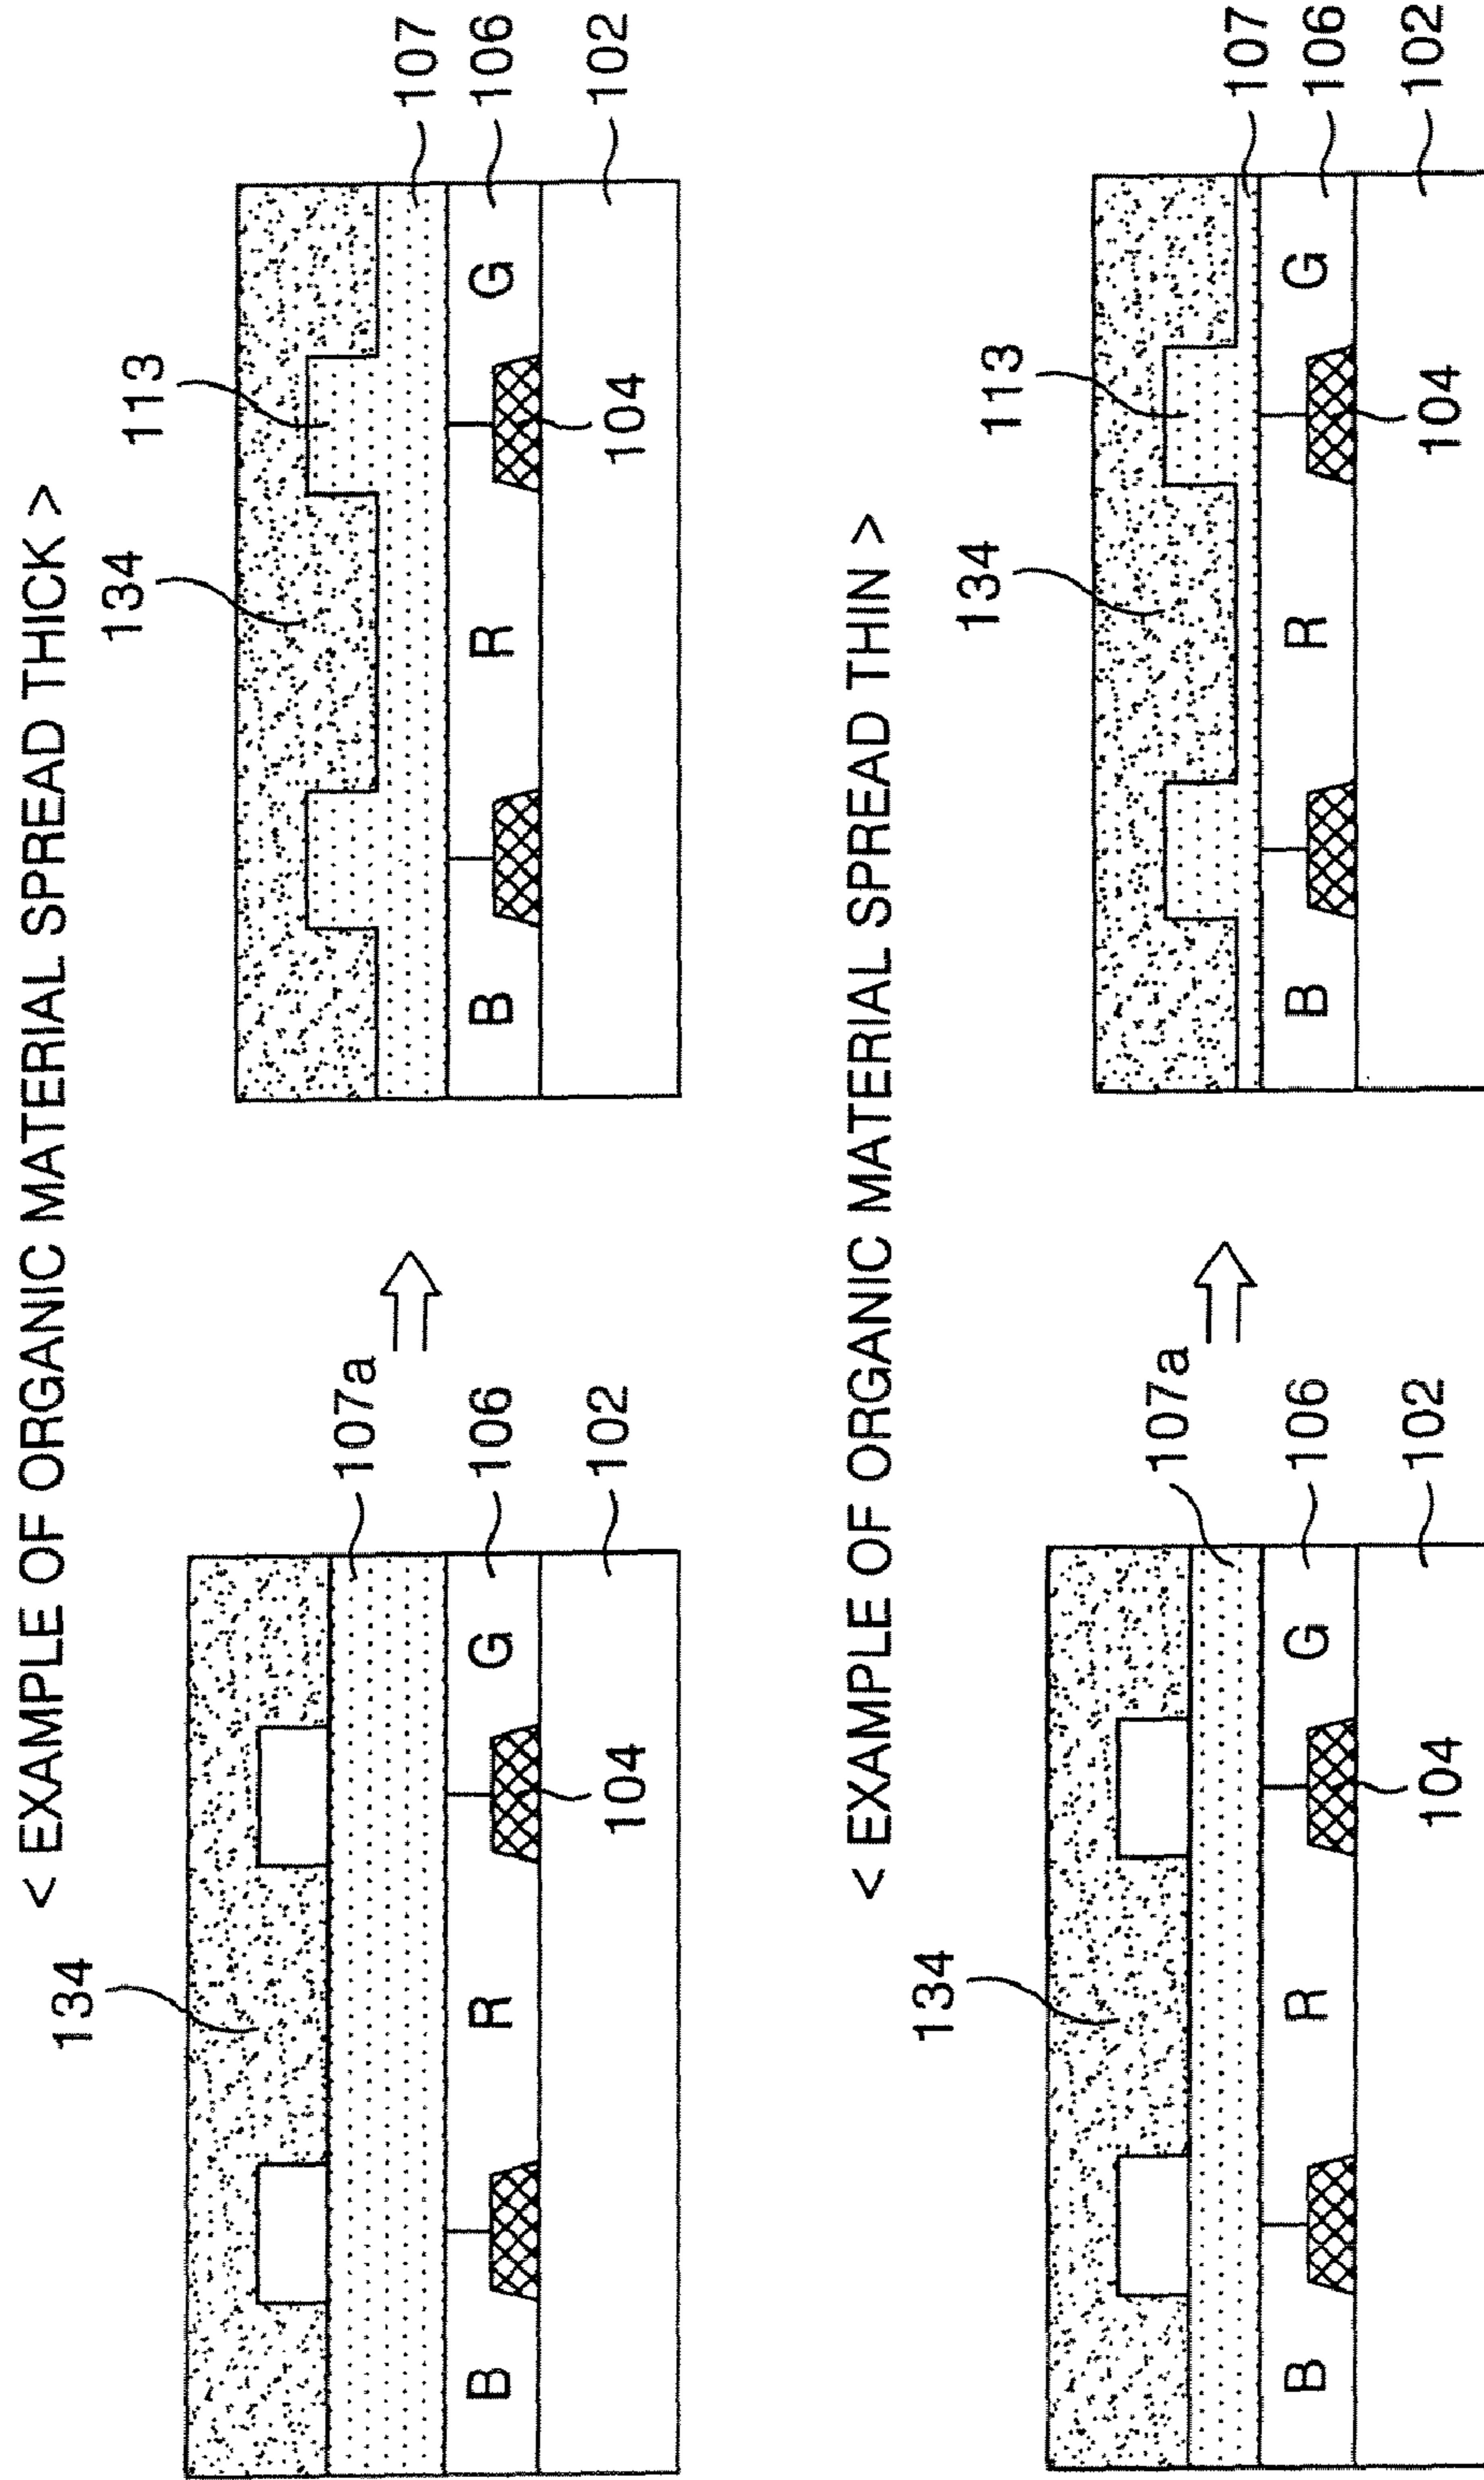 < EXAMPLE OF ORGANIC MATERIAL SPREAD THICK >
134
107a
B R G 106
104
102
134
113
107
B R G 106
104
102
< EXAMPLE OF ORGANIC MATERIAL SPREAD THIN >
134
107a
B R G 106
104
102
134
113
107
B R G 106
104
102